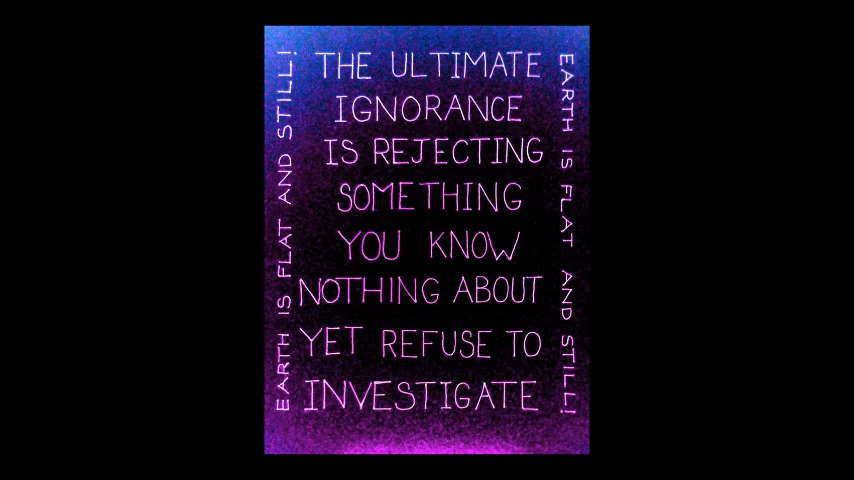 EARTH IS FLAT AND STILL!
THE ULTIMATE
IGNORANCE
IS REJECTING
SOMETHING
YOU KNOW
NOTHING ABOUT
YET REFUSE TO
INVESTIGATE
EARTH IS FLAT AND STILL!